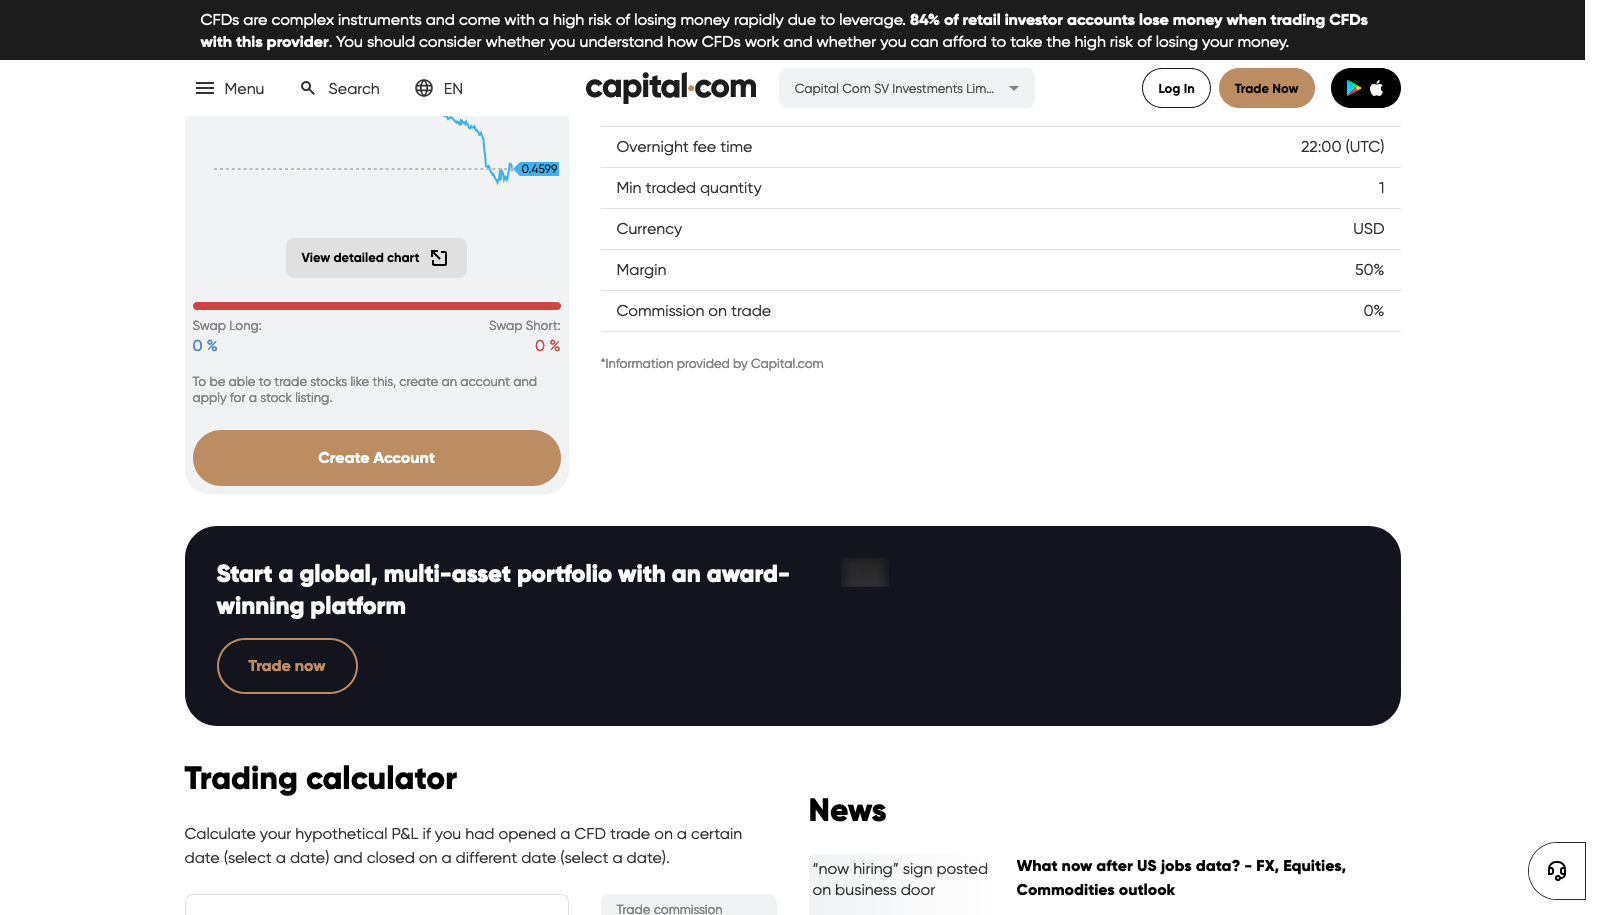 CFDs are complex instruments and come with a high risk of losing money rapidly due to leverage. 84% of retail investor accounts lose money when trading CFDs
with this provider. You should consider whether you understand how CFDs work and whether you can afford to take the high risk of losing your money.
Menu
Search
EN
capital.com
Capital Com SV Investments Lim...
Log In
Trade Now
0.4599
View detailed chart
Swap Long:
Swap Short:
0 %
0 %
To be able to trade stocks like this, create an account and
apply for a stock listing.
Create Account
Overnight fee time
22:00 (UTC)
Min traded quantity
1
Currency
USD
Margin
50%
Commission on trade
0%
*Information provided by Capital.com
Start a global, multi-asset portfolio with an award-
winning platform
Trade now
Trading calculator
Calculate your hypothetical P&L if you had opened a CFD trade on a certain
date (select a date) and closed on a different date (select a date).
Trade commission
News
“now hiring” sign posted
on business door
What now after US jobs data? - FX, Equities,
Commodities outlook